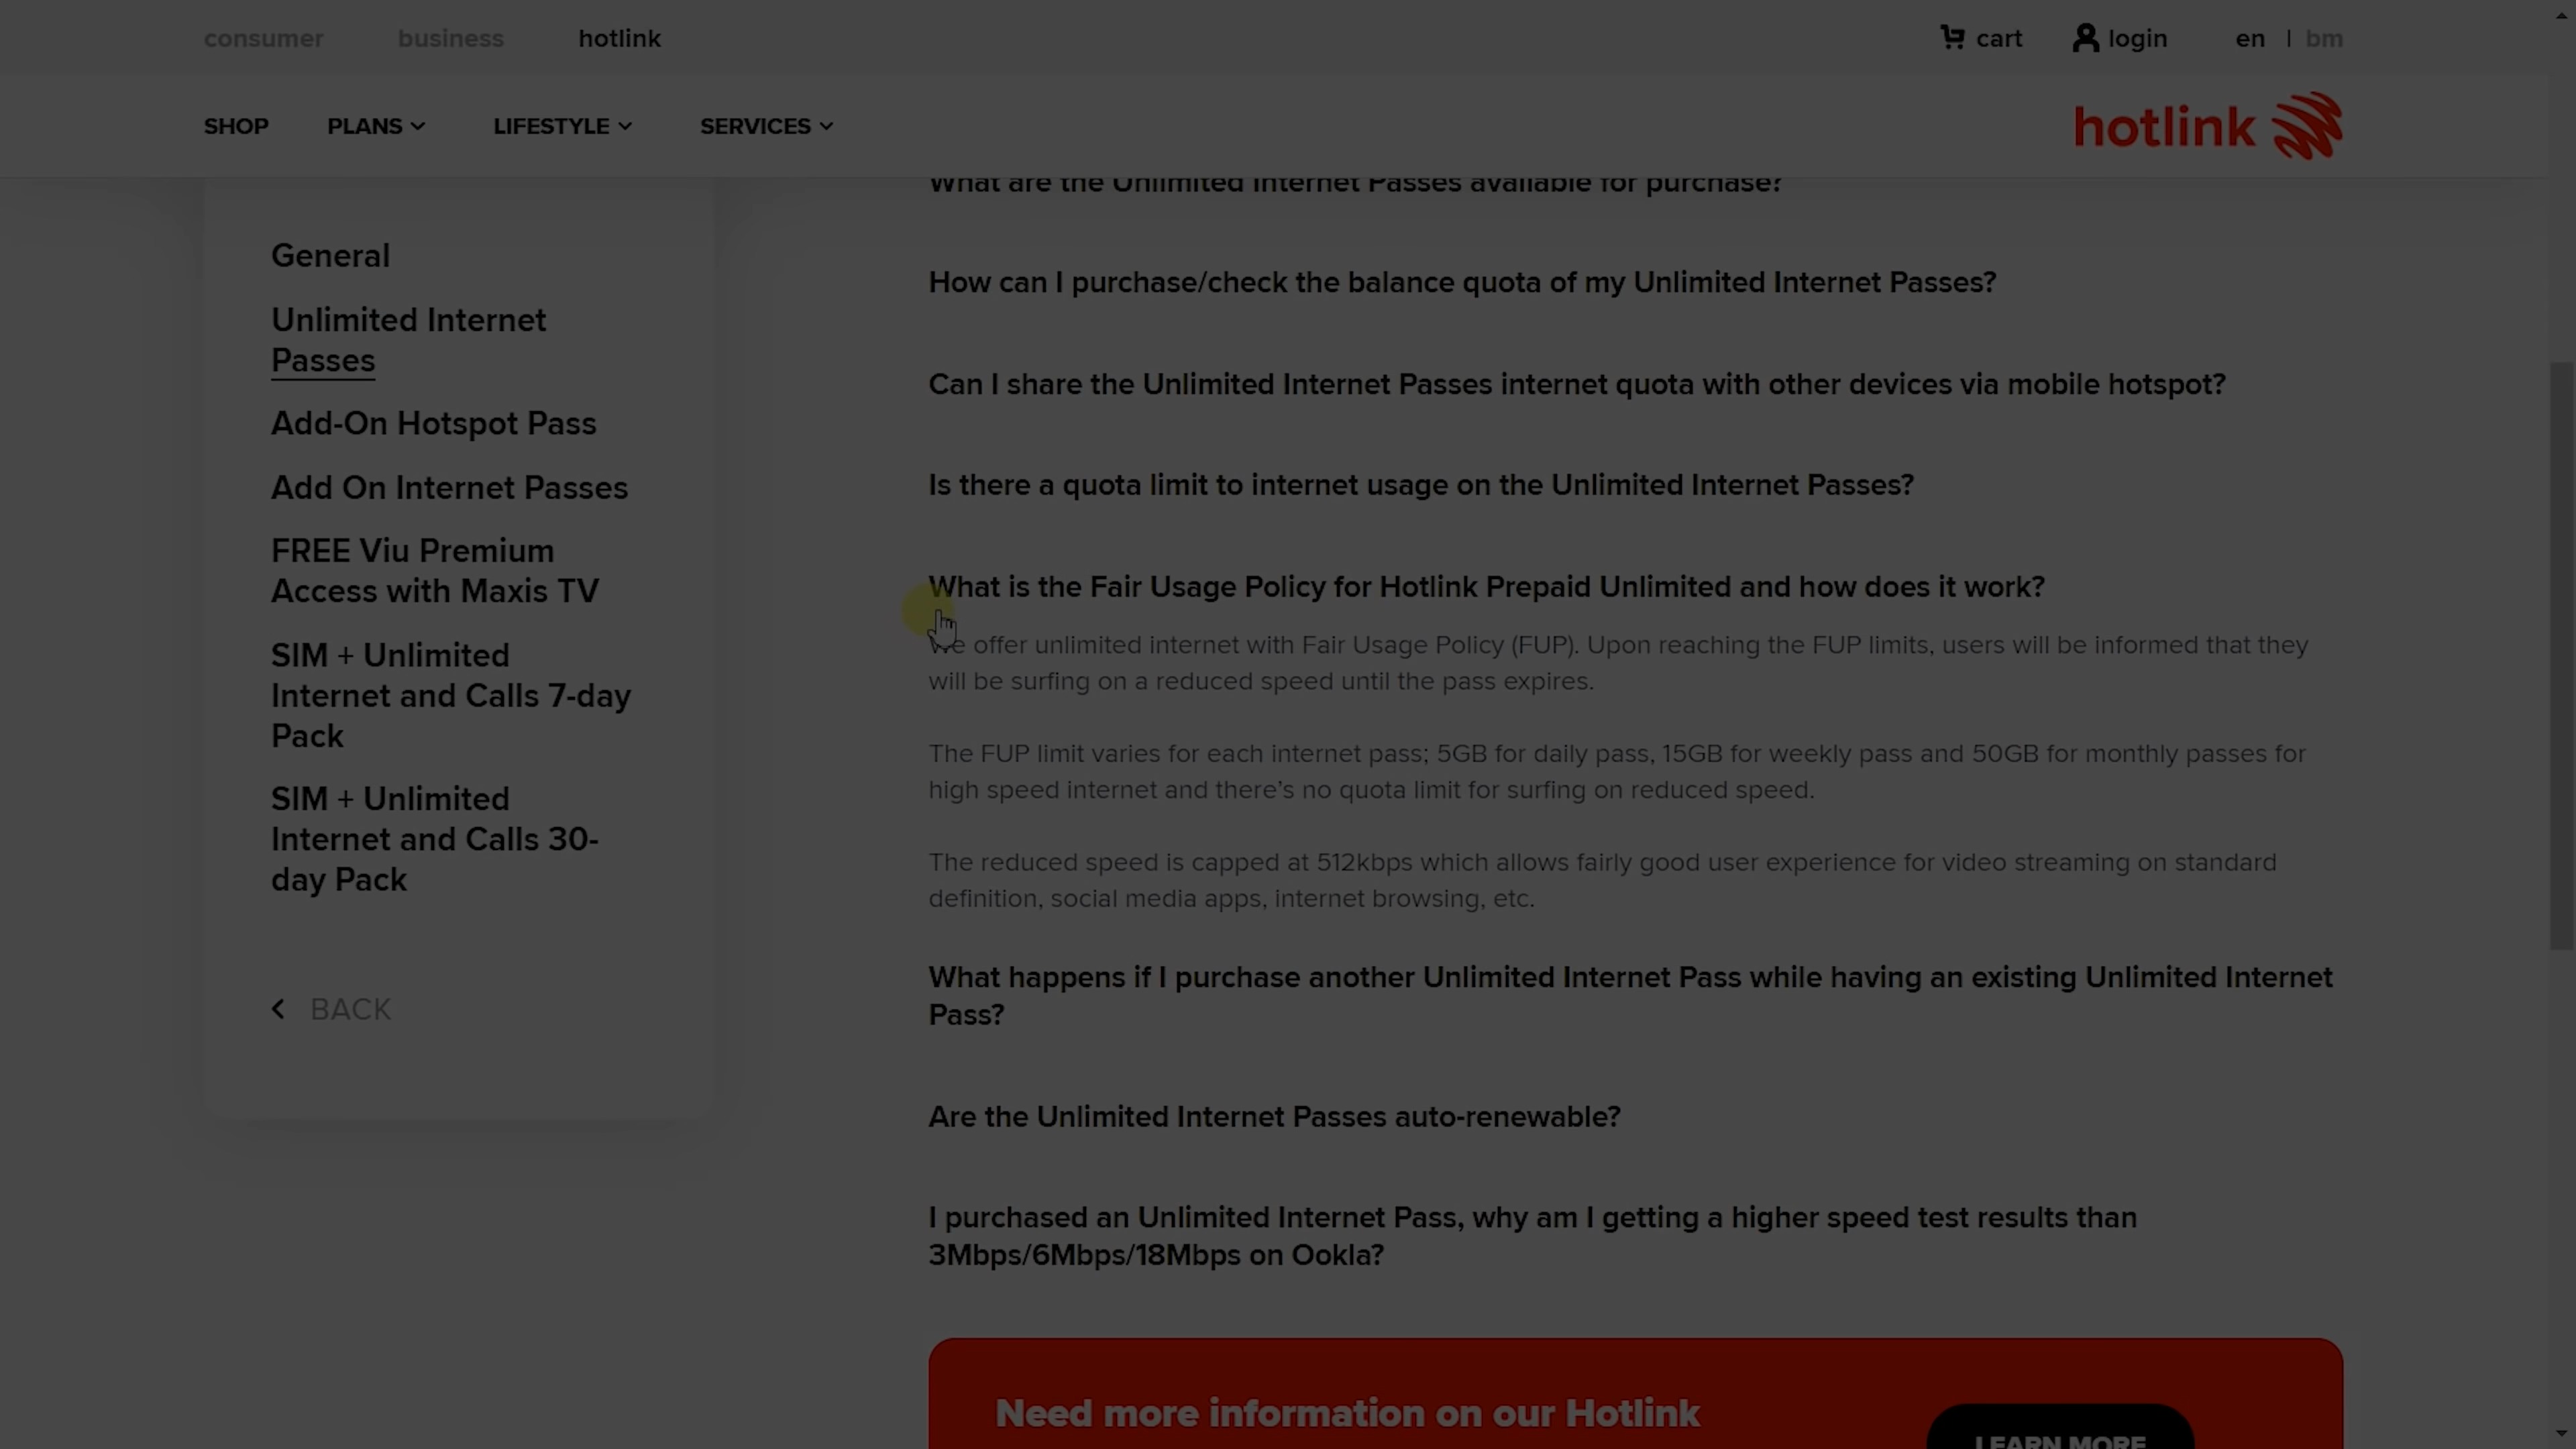 consumer business hotlink cart login en | bm
SHOP PLANS LIFESTYLE SERVICES hotlink
What are the Unlimited Internet Passes available for purchase?
General
Unlimited Internet
Passes
Add-On Hotspot Pass
Add On Internet Passes
FREE Viu Premium
Access with Maxis TV
SIM + Unlimited
Internet and Calls 7-day
Pack
SIM + Unlimited
Internet and Calls 30-
day Pack
BACK
How can I purchase/check the balance quota of my Unlimited Internet Passes?
Can I share the Unlimited Internet Passes internet quota with other devices via mobile hotspot?
Is there a quota limit to internet usage on the Unlimited Internet Passes?
What is the Fair Usage Policy for Hotlink Prepaid Unlimited and how does it work?
We offer unlimited internet with Fair Usage Policy (FUP). Upon reaching the FUP limits, users will be informed that they
will be surfing on a reduced speed until the pass expires.
The FUP limit varies for each internet pass; 5GB for daily pass, 15GB for weekly pass and 50GB for monthly passes for
high speed internet and there's no quota limit for surfing on reduced speed.
The reduced speed is capped at 512kbps which allows fairly good user experience for video streaming on standard
definition, social media apps, internet browsing, etc.
What happens if I purchase another Unlimited Internet Pass while having an existing Unlimited Internet
Pass?
Are the Unlimited Internet Passes auto-renewable?
I purchased an Unlimited Internet Pass, why am I getting a higher speed test results than
3Mbps/6Mbps/18Mbps on Ookla?
Need more information on our Hotlink
LEARN MORE